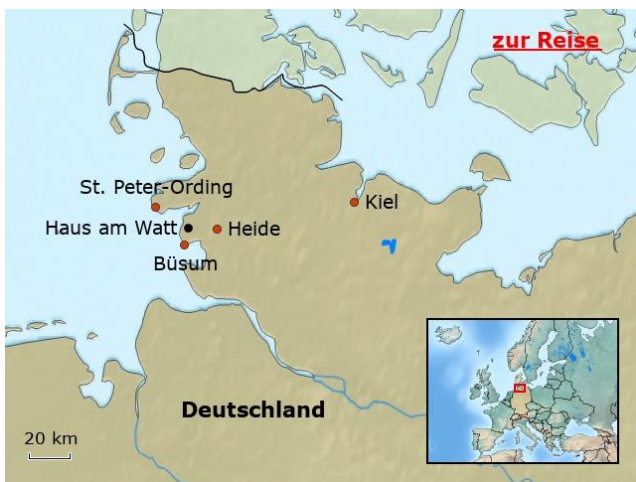 zur Reise
St. Peter-Ording
Kiel
Haus am Watt
Heide
Büsum
Deutschland
20 km